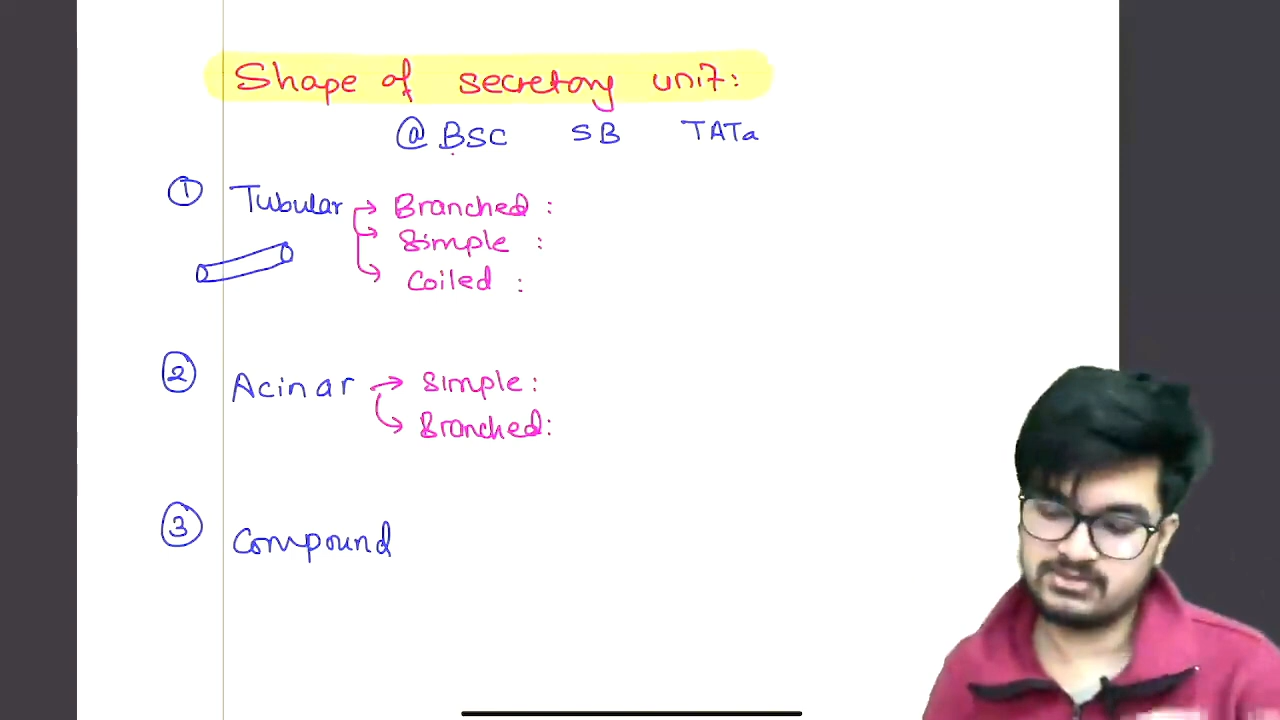 Shape of secretory unit:
@ BSC SB TATa
① Tubular → Branched :
→ Simple :
→ Coiled :
② Acinar → Simple :
→ Branched :
③ Compound